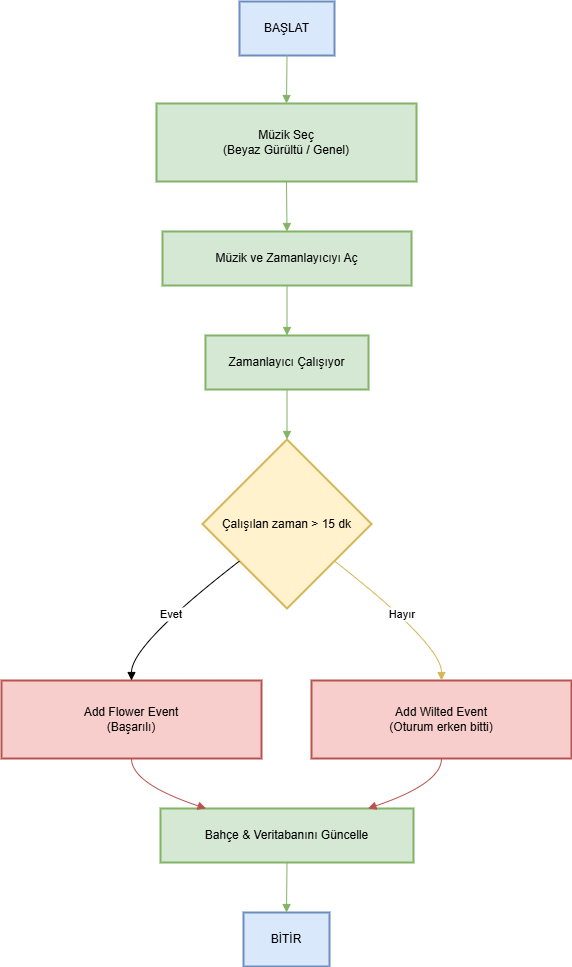 BAŞLAT
Müzik Seç
(Beyaz Gürültü / Genel)
Müzik ve Zamanlayıcıyı Aç
Zamanlayıcı Çalışıyor
Çalışılan zaman > 15 dk
Evet
Hayır
Add Flower Event
(Başarılı)
Add Wilted Event
(Oturum erken bitti)
Bahçe & Veritabanını Güncelle
BİTİR